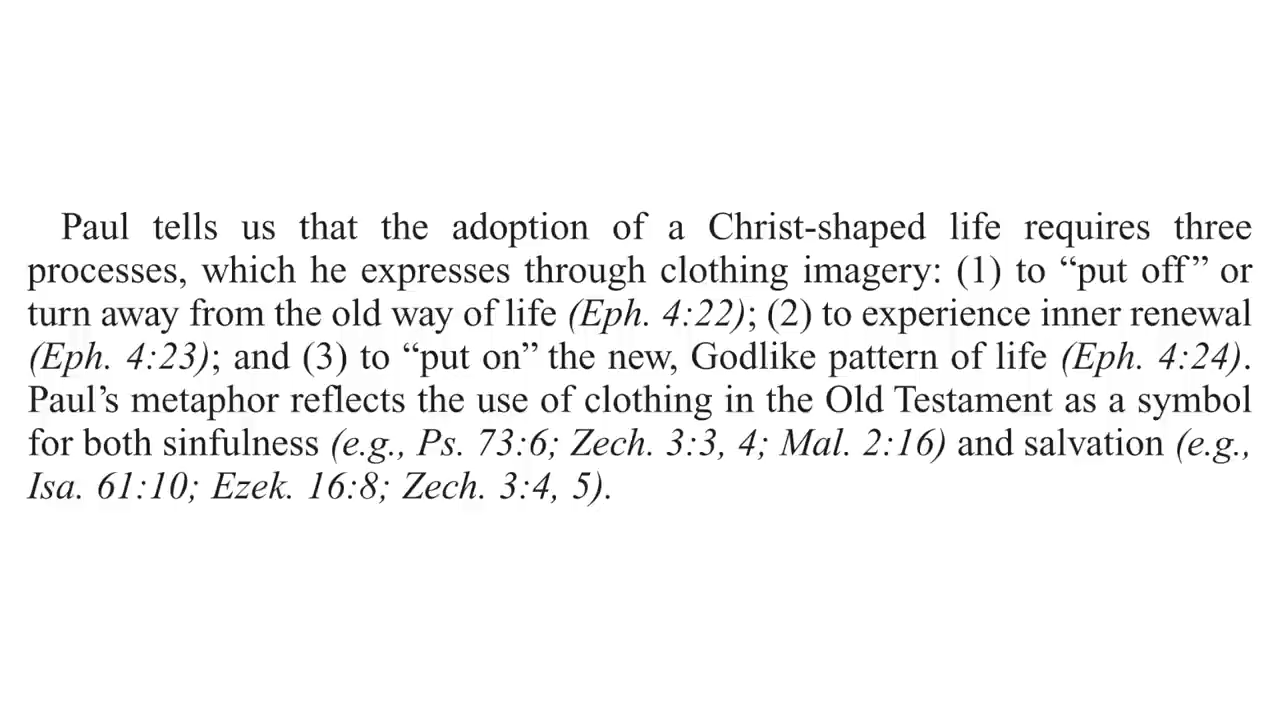 Paul tells us that the adoption of a Christ-shaped life requires three
processes, which he expresses through clothing imagery: (1) to “put off” or
turn away from the old way of life (Eph. 4:22); (2) to experience inner renewal
(Eph. 4:23); and (3) to “put on” the new, Godlike pattern of life (Eph. 4:24).
Paul’s metaphor reflects the use of clothing in the Old Testament as a symbol
for both sinfulness (e.g., Ps. 73:6; Zech. 3:3, 4; Mal. 2:16) and salvation (e.g.,
Isa. 61:10; Ezek. 16:8; Zech. 3:4, 5).